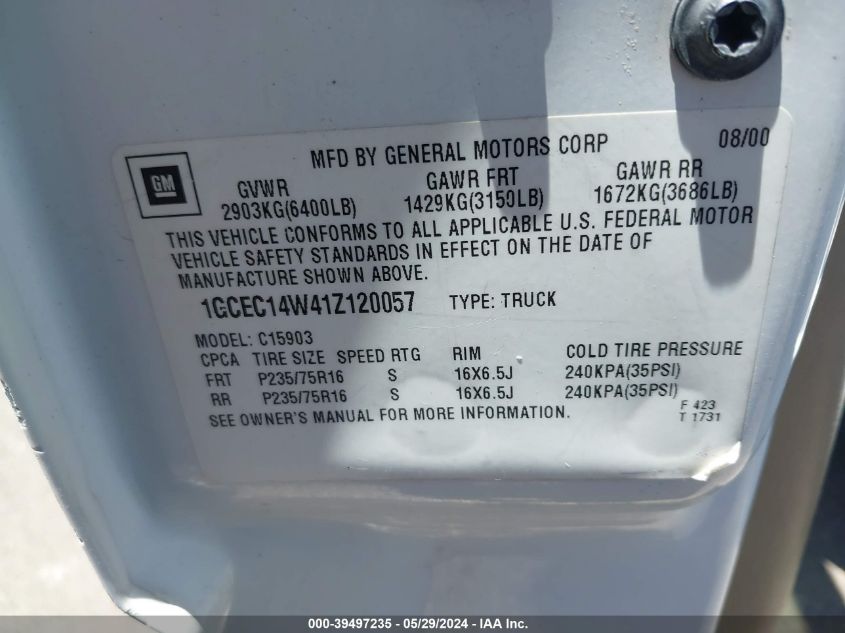 MFD BY GENERAL MOTORS CORP 08/00
GM
GVWR GAWR FRT GAWR RR
2903KG(6400LB) 1429KG(3150LB) 1672KG(3686LB)
THIS VEHICLE CONFORMS TO ALL APPLICABLE U.S. FEDERAL MOTOR
VEHICLE SAFETY STANDARDS IN EFFECT ON THE DATE OF
MANUFACTURE SHOWN ABOVE.
1GCEC14W41Z120057 TYPE: TRUCK
MODEL: C15903
CPCA TIRE SIZE SPEED RTG RIM COLD TIRE PRESSURE
FRT P235/75R16 S 16X6.5J 240KPA(35PSI)
RR P235/75R16 S 16X6.5J 240KPA(35PSI)
SEE OWNER'S MANUAL FOR MORE INFORMATION.
F 423
T 1731
000-39497235 - 05/29/2024 - IAA Inc.